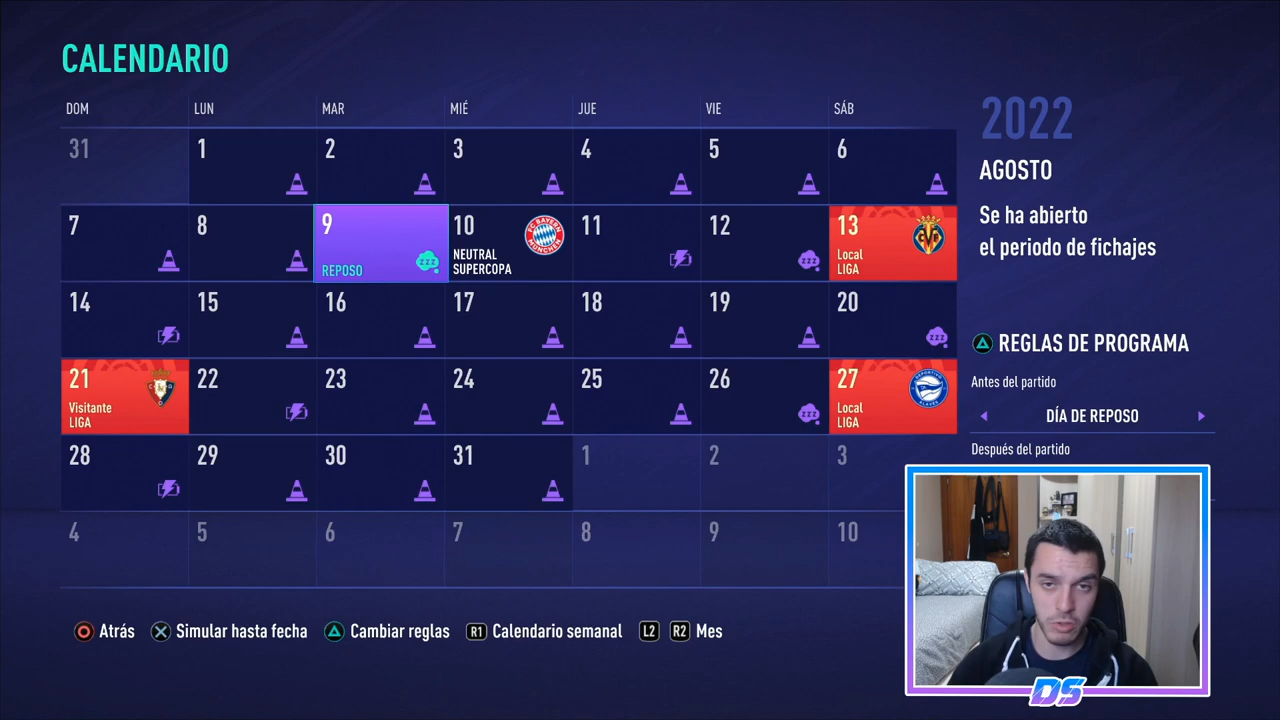 CALENDARIO
DOM LUN MAR MIÉ JUE VIE SÁB
31 1 2 3 4 5 6
7 8 9 10 11 12 13
REPOSO
NEUTRAL
SUPERCOPA
Local
LIGA
14 15 16 17 18 19 20
21 22 23 24 25 26 27
Visitante
LIGA
Local
LIGA
28 29 30 31 1 2 3
4 5 6 7 8 9 10
2022
AGOSTO
Se ha abierto
el periodo de fichajes
REGLAS DE PROGRAMA
Antes del partido
DÍA DE REPOSO
Después del partido
Atrás Simular hasta fecha Cambiar reglas R1 Calendario semanal L2 R2 Mes
DS